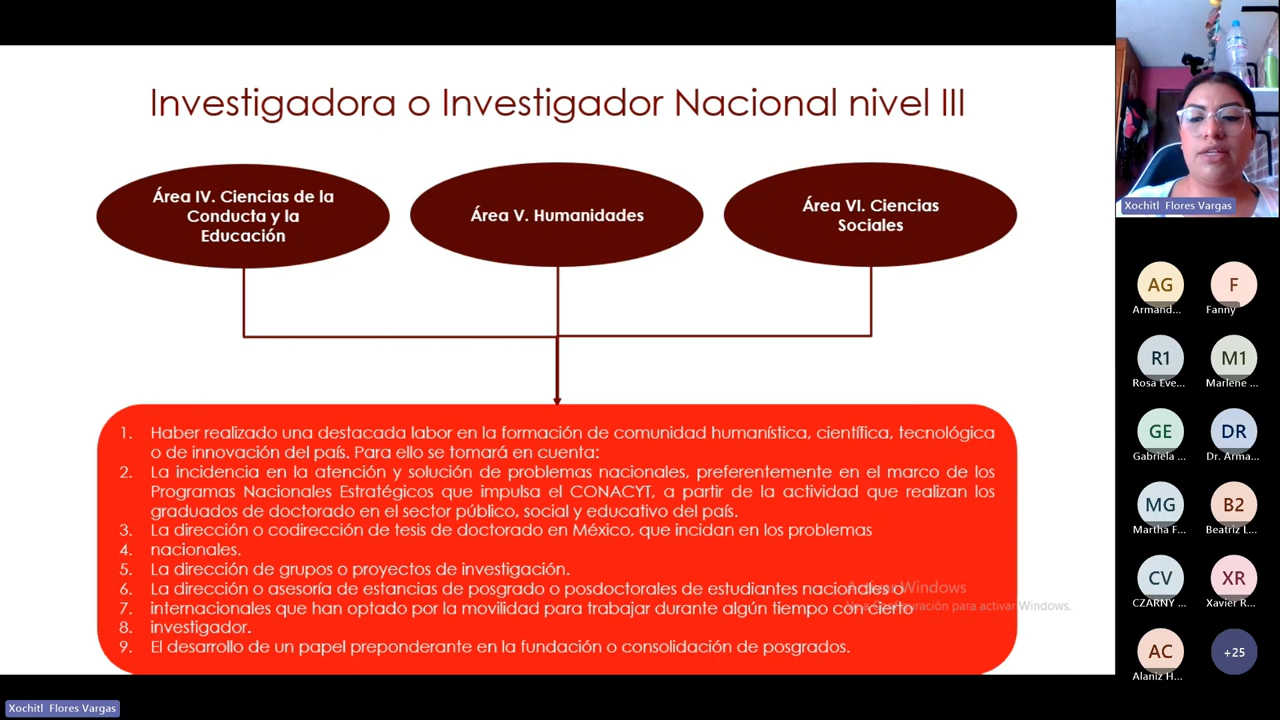 Investigadora o Investigador Nacional nivel III
Área IV. Ciencias de la
Conducta y la
Educación
Área V. Humanidades
Área VI. Ciencias
Sociales
1. Haber realizado una destacada labor en la formación de comunidad humanística, científica, tecnológica
o de innovación del país. Para ello se tomará en cuenta:
2. La incidencia en la atención y solución de problemas nacionales, preferentemente en el marco de los
Programas Nacionales Estratégicos que impulsa el CONACYT, a partir de la actividad que realizan los
graduados de doctorado en el sector público, social y educativo del país.
3. La dirección o codirección de tesis de doctorado en México, que incidan en los problemas
4. nacionales.
5. La dirección de grupos o proyectos de investigación.
6. La dirección o asesoría de estancias de posgrado o posdoctorales de estudiantes nacionales o
7. internacionales que han optado por la movilidad para trabajar durante algún tiempo con cierto
8. investigador.
9. El desarrollo de un papel preponderante en la fundación o consolidación de posgrados.
Activar Windows
Ve a Configuración para activar Windows.
Xochitl Flores Vargas
AG
Armand...
F
Fanny
R1
Rosa Eve...
M1
Marlene ...
GE
Gabriela ...
DR
Dr. Arma...
MG
Martha F...
B2
Beatriz L...
CV
CZARNY ...
XR
Xavier R...
AC
Alaniz H...
+25
Xochitl Flores Vargas